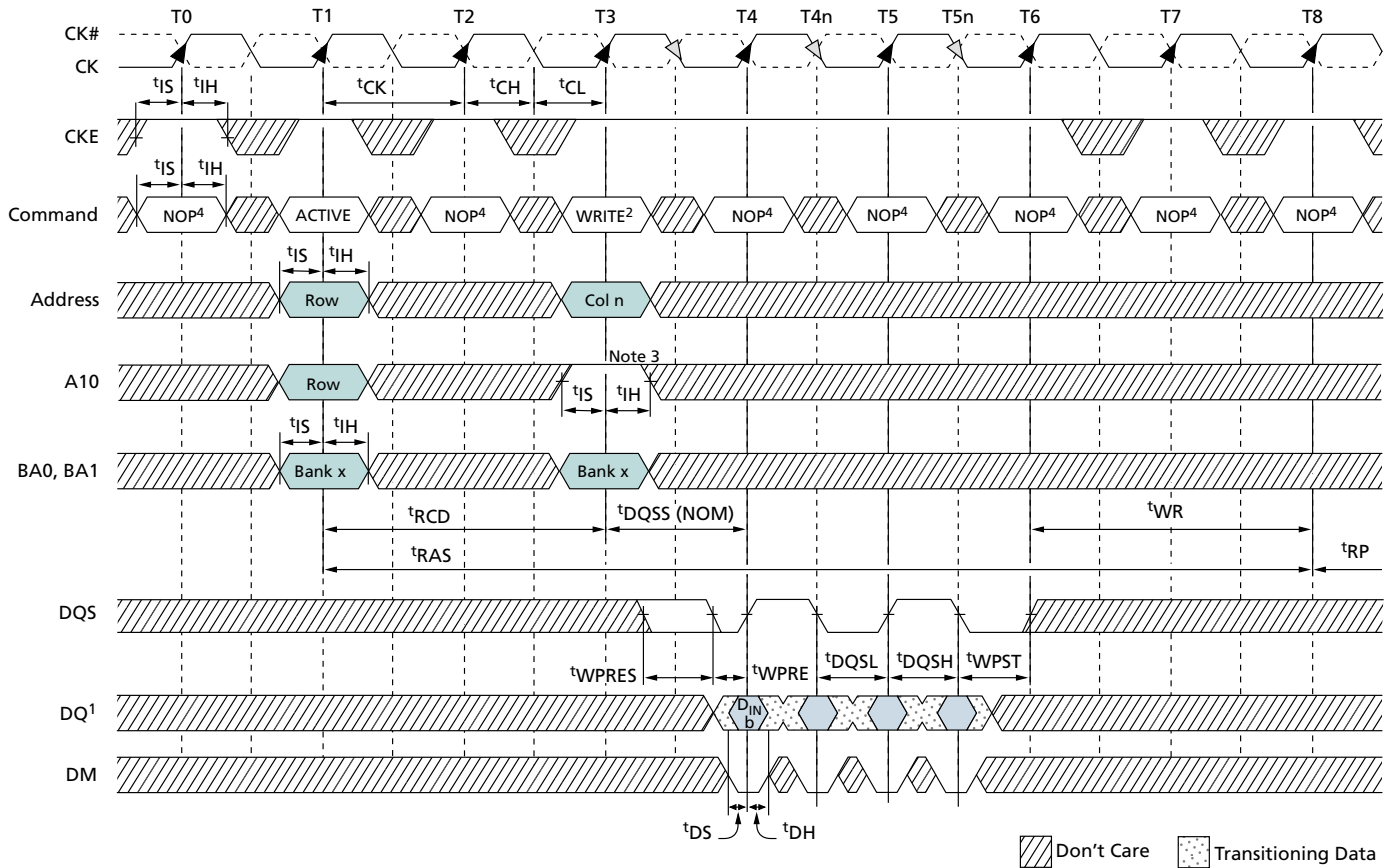 T0 T1 T2 T3 T4 T4n T5 T5n T6 T7 T8
CK#
CK
tIS tIH tCK tCH tCL
CKE
tIS tIH
Command NOP4 ACTIVE NOP4 WRITE2 NOP4 NOP4 NOP4 NOP4 NOP4
tIS tIH
Address Row Col n
Note 3
A10 Row
tIS tIH
tIS tIH
BA0, BA1 Bank x Bank x
tRCD tDQSS (NOM) tWR
tRAS tRP
DQS
tWPRES tWPRE tDQSL tDQSH tWPST
DQ1 DIN
b
DM
tDS tDH
Don't Care Transitioning Data